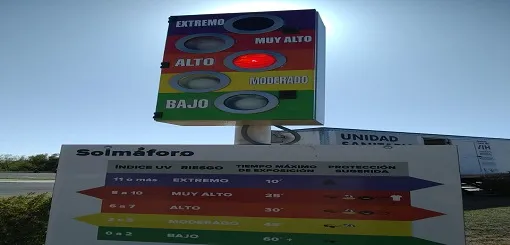 EXTREMO
MUY ALTO
ALTO
MODERADO
BAJO
UNIDAD
Solmáforo
ÍNDICE UV RIESGO TIEMPO MÁXIMO DE EXPOSICIÓN PROTECCIÓN SUGERIDA
11 ó más EXTREMO 10'
8 a 10 MUY ALTO 25'
6 a 7 ALTO 30'
MODERADO
0 a 2 BAJO 60'